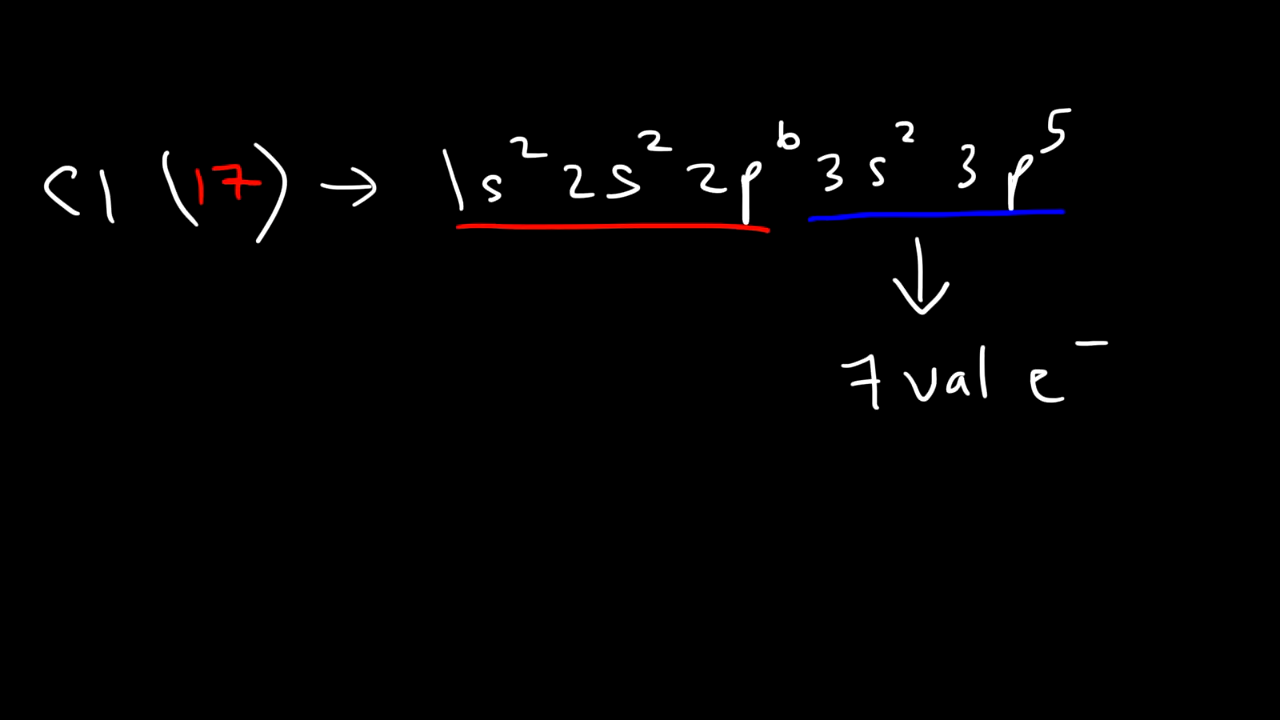 Cl (17) → 1s² 2s² 2p⁶ 3s² 3p⁵
7 val e⁻